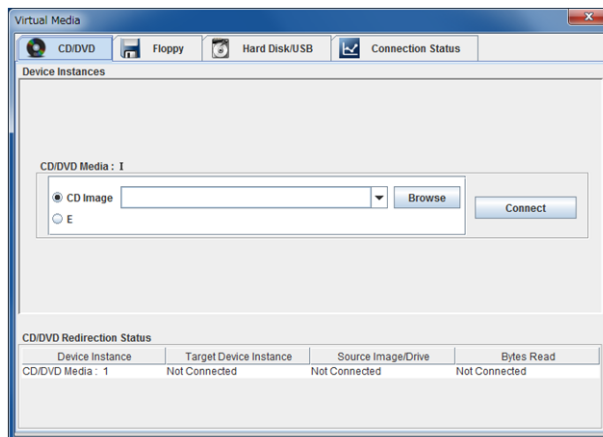 Virtual Media
CD/DVD Floppy Hard Disk/USB Connection Status
Device Instances
CD/DVD Media : I
CD Image Browse
Connect
E
CD/DVD Redirection Status
Device Instance Target Device Instance Source Image/Drive Bytes Read
CD/DVD Media : 1 Not Connected Not Connected Not Connected